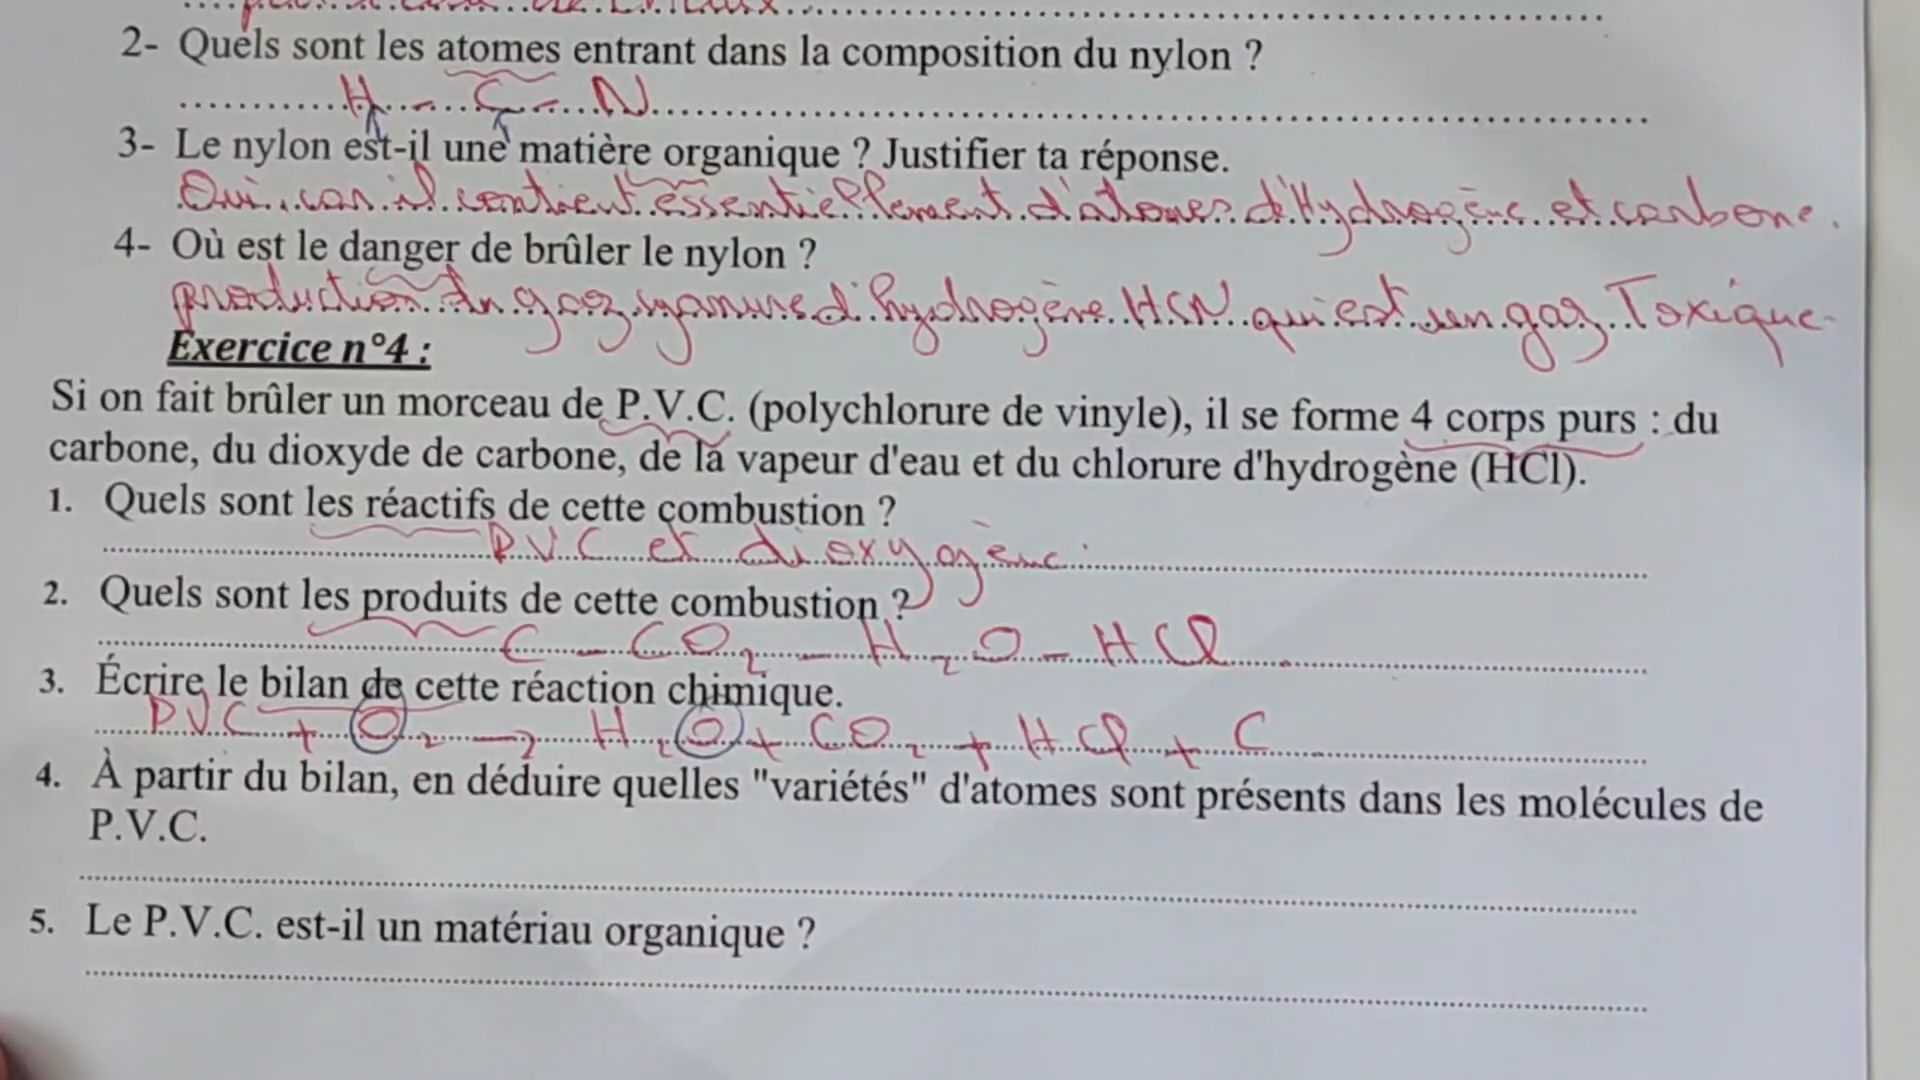 2- Quels sont les atomes entrant dans la composition du nylon ?
H - C - N
3- Le nylon est-il une matière organique ? Justifier ta réponse.
Oui, car il contient essentiellement d'atomes d'Hydrogène et carbone.
4- Où est le danger de brûler le nylon ?
production du gaz cyanure d'hydrogène HCN qui est un gaz Toxique
Exercice n°4 :
Si on fait brûler un morceau de P.V.C. (polychlorure de vinyle), il se forme 4 corps purs : du
carbone, du dioxyde de carbone, de la vapeur d'eau et du chlorure d'hydrogène (HCl).
1. Quels sont les réactifs de cette combustion ?
P.V.C et dioxygène
2. Quels sont les produits de cette combustion ?
C - CO₂ - H₂O - HCl
3. Écrire le bilan de cette réaction chimique.
PVC + O₂ → H₂O + CO₂ + HCl + C
4. À partir du bilan, en déduire quelles "variétés" d'atomes sont présents dans les molécules de
P.V.C.
5. Le P.V.C. est-il un matériau organique ?